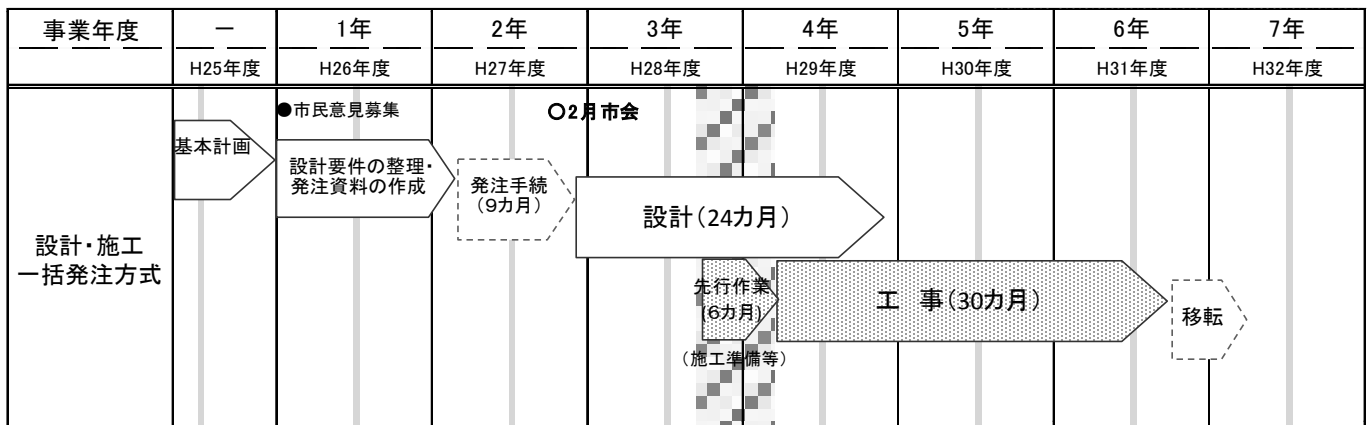 事業年度
―
1年
2年
3年
4年
5年
6年
7年
H25年度
H26年度
H27年度
H28年度
H29年度
H30年度
H31年度
H32年度
●市民意見募集
○2月市会
基本計画
設計要件の整理・
発注資料の作成
発注手続
（9カ月）
設計（24カ月）
設計・施工
一括発注方式
先行作業
(6カ月)
工 事（30カ月）
移転
（施工準備等）